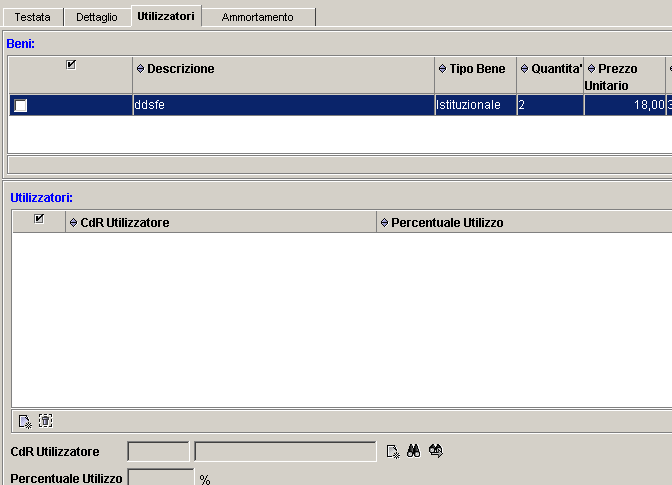 Testata Dettaglio Utilizzatori Ammortamento
Beni:
Descrizione Tipo Bene Quantita' Prezzo Unitario
ddsfe Istituzionale 2 18,00
Utilizzatori:
CdR Utilizzatore Percentuale Utilizzo
CdR Utilizzatore
Percentuale Utilizzo %